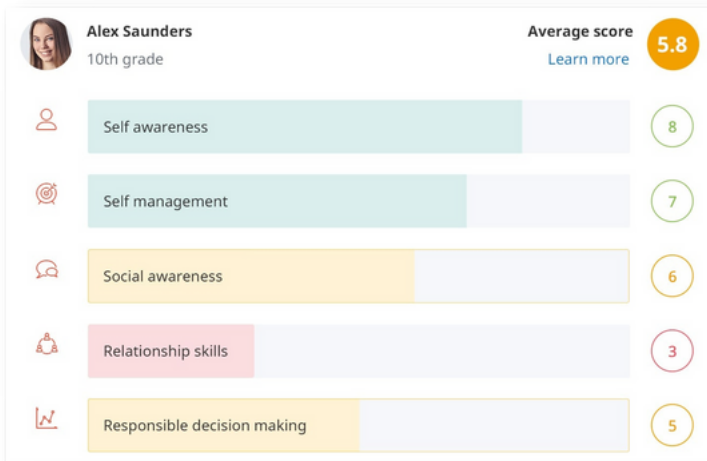 Alex Saunders
10th grade
Average score
Learn more
5.8
Self awareness
8
Self management
7
Social awareness
6
Relationship skills
3
Responsible decision making
5